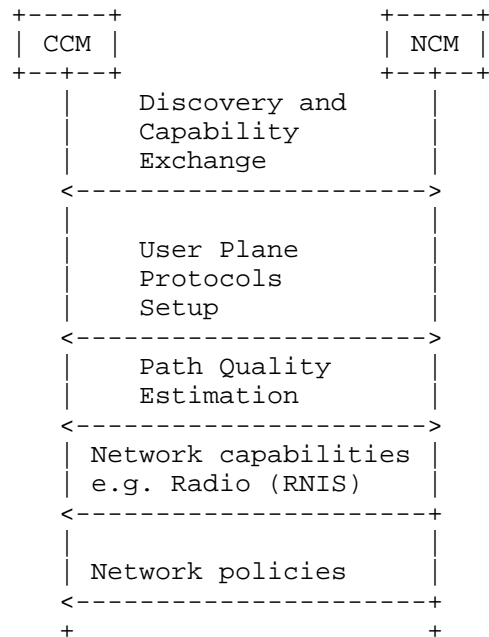 CCM NCM
Discovery and
Capability
Exchange
User Plane
Protocols
Setup
Path Quality
Estimation
Network capabilities
e.g. Radio (RNIS)
Network policies